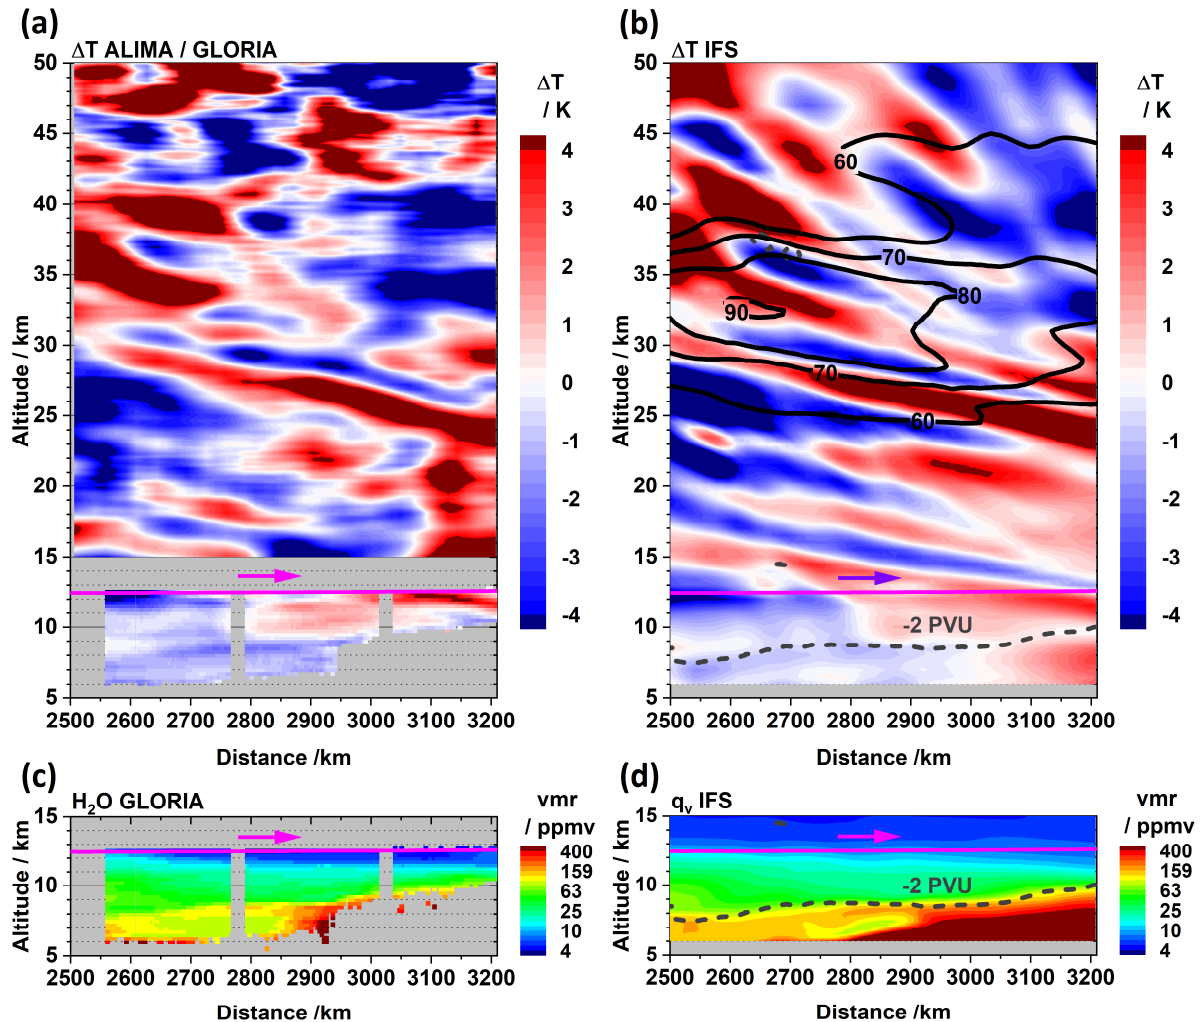 (a)
ΔT ALIMA / GLORIA
50
45
40
35
30
25
20
15
10
5
Altitude / km
2500 2600 2700 2800 2900 3000 3100 3200
Distance /km
ΔT
/ K
4
3
2
1
0
-1
-2
-3
-4
(b)
ΔT IFS
50
45
40
35
30
25
20
15
10
5
Altitude / km
60
70
80
90
70
60
-2 PVU
2500 2600 2700 2800 2900 3000 3100 3200
Distance /km
ΔT
/ K
4
3
2
1
0
-1
-2
-3
-4
(c)
H₂O GLORIA
15
10
5
Altitude / km
2500 2600 2700 2800 2900 3000 3100 3200
Distance /km
vmr
/ ppmv
400
159
63
25
10
4
(d)
qᵥ IFS
15
10
5
Altitude / km
-2 PVU
2500 2600 2700 2800 2900 3000 3100 3200
Distance /km
vmr
/ ppmv
400
159
63
25
10
4